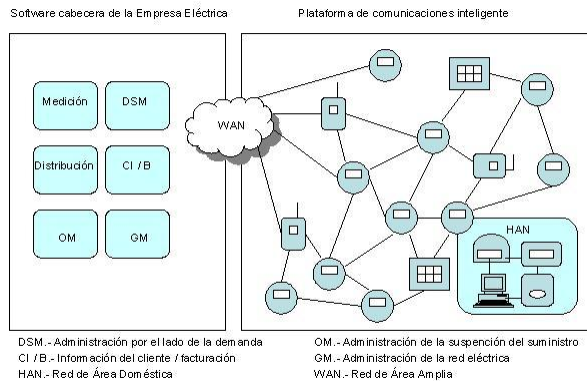 Software cabecera de la Empresa Eléctrica
Plataforma de comunicaciones inteligente
Medición
DSM
WAN
Distribución
CI / B
HAN
OM
GM
DSM.- Administración por el lado de la demanda
OM.- Administración de la suspención del suministro
CI / B.- Información del cliente / facturación
GM.- Administración de la red eléctrica
HAN.- Red de Área Doméstica
WAN.- Red de Área Amplia